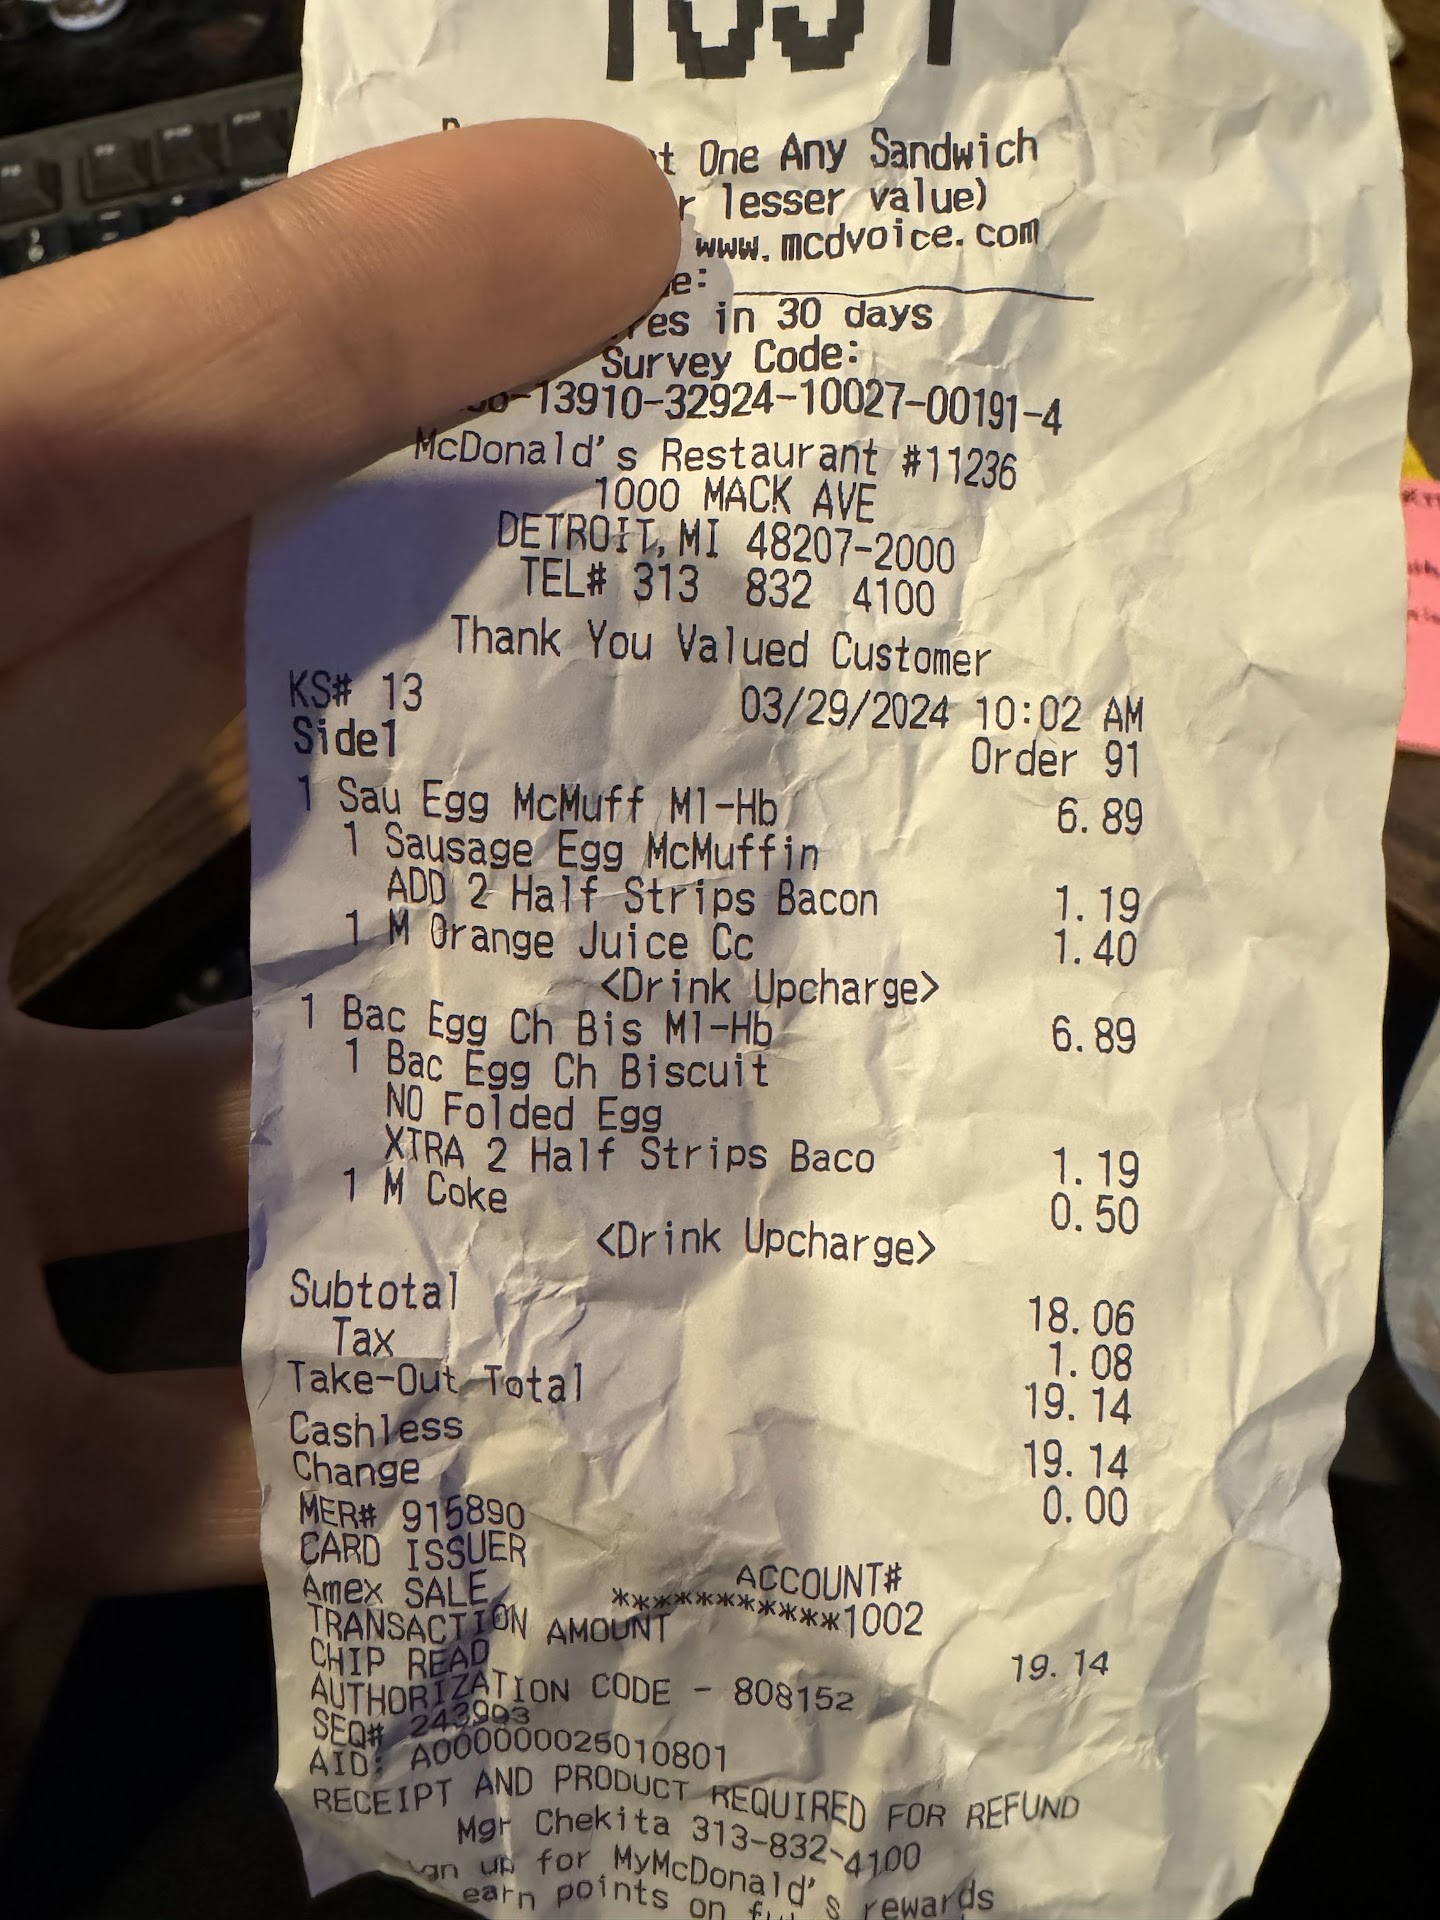 One Any Sandwich
lesser value)
www.mcdvoice.com
in 30 days
Survey Code:
-13910-32924-10027-00191-4
McDonald's Restaurant #11236
1000 MACK AVE
DETROIT, MI 48207-2000
TEL# 313 832 4100
Thank You Valued Customer
KS# 13 03/29/2024 10:02 AM
Side1 Order 91
1 Sau Egg McMuff Ml-Hb 6.89
1 Sausage Egg McMuffin
ADD 2 Half Strips Bacon 1.19
1 M Orange Juice Cc 1.40
<Drink Upcharge>
1 Bac Egg Ch Bis Ml-Hb 6.89
1 Bac Egg Ch Biscuit
NO Folded Egg
XTRA 2 Half Strips Baco 1.19
1 M Coke 0.50
<Drink Upcharge>
Subtotal 18.06
Tax 1.08
Take-Out Total 19.14
Cashless 19.14
Change 0.00
MER# 915890
CARD ISSUER ACCOUNT#
Amex SALE ***********1002
TRANSACTION AMOUNT 19.14
CHIP READ
AUTHORIZATION CODE - 808152
SEQ# 243993
AID: A000000025010801
RECEIPT AND PRODUCT REQUIRED FOR REFUND
Mgr Chekita 313-832-4100
up for MyMcDonald's rewards
earn points on